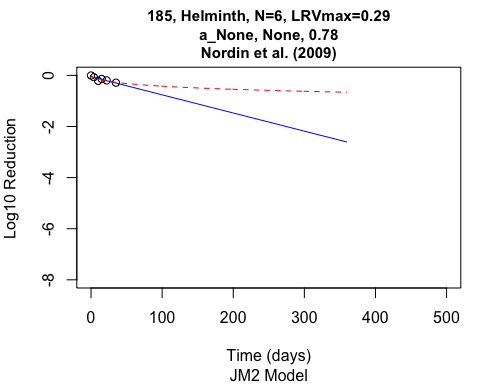 185, Helminth, N=6, LRVmax=0.29
a_None, None, 0.78
Nordin et al. (2009)
Log10 Reduction
0
-2
-4
-6
-8
0 100 200 300 400 500
Time (days)
JM2 Model